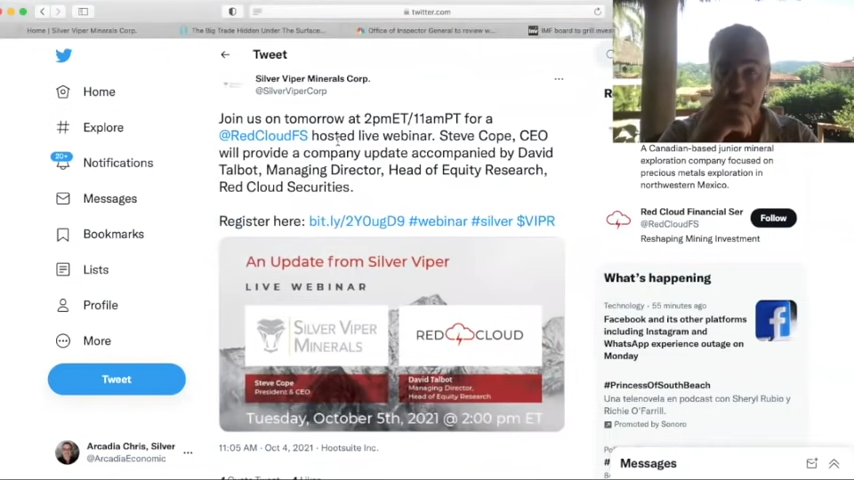 twitter.com
Home | Silver Viper Minerals Corp.
The Big Trade Hidden Under The Surface...
Office of Inspector General to review w...
IMF board to grill inves
Tweet
Home
Explore
20+
Notifications
Messages
Bookmarks
Lists
Profile
More
Tweet
Arcadia Chris, Silver
@ArcadiaEconomic
Silver Viper Minerals Corp.
@SilverViperCorp
Join us on tomorrow at 2pmET/11amPT for a
@RedCloudFS hosted live webinar. Steve Cope, CEO
will provide a company update accompanied by David
Talbot, Managing Director, Head of Equity Research,
Red Cloud Securities.
Register here: bit.ly/2Y0ugD9 #webinar #silver $VIPR
An Update from Silver Viper
LIVE WEBINAR
SILVER VIPER
MINERALS
RED CLOUD
Steve Cope
President & CEO
David Talbot
Managing Director,
Head of Equity Research
Tuesday, October 5th, 2021 @ 2:00 pm ET
11:05 AM · Oct 4, 2021 · Hootsuite Inc.
A Canadian-based junior mineral
exploration company focused on
precious metals exploration in
northwestern Mexico.
Red Cloud Financial Ser
@RedCloudFS
Follow
Reshaping Mining Investment
What's happening
Technology · 55 minutes ago
Facebook and its other platforms
including Instagram and
WhatsApp experience outage on
Monday
#PrincessOfSouthBeach
Una telenovela en podcast con Sheryl Rubio y
Richie O'Farrill.
Promoted by Sonoro
Messages